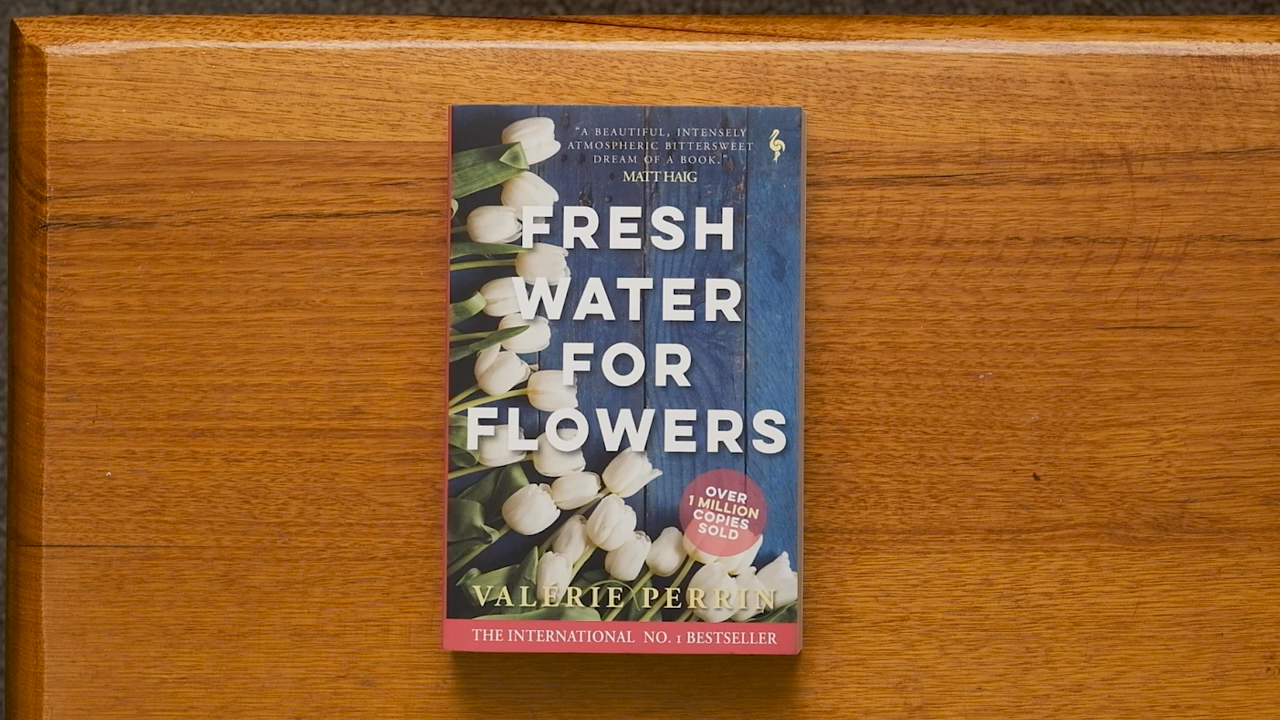 "A BEAUTIFUL, INTENSELY
ATMOSPHERIC BITTERSWEET
DREAM OF A BOOK."
MATT HAIG
FRESH
WATER
FOR
FLOWERS
OVER
1 MILLION
COPIES
SOLD
VALERIE PERRIN
THE INTERNATIONAL NO. 1 BESTSELLER